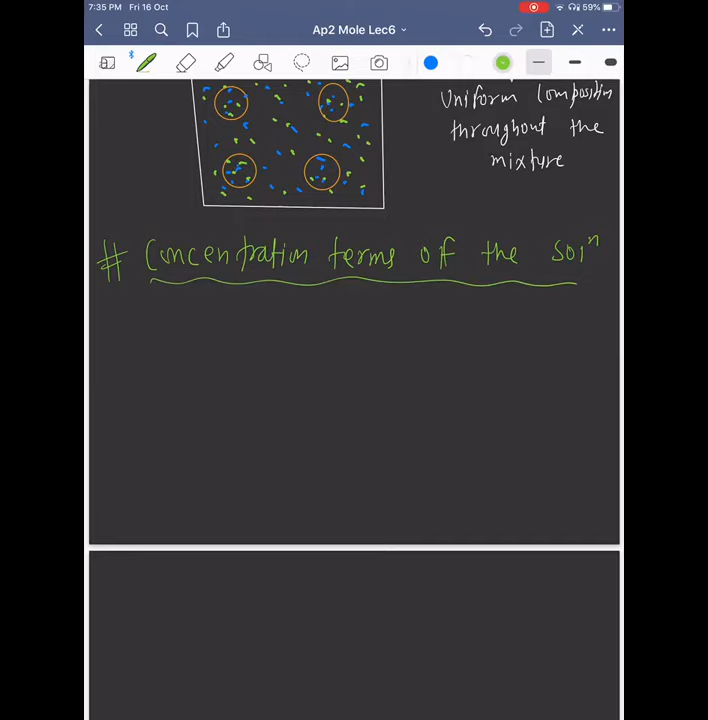 7:35 PM Fri 16 Oct
59%
Ap2 Mole Lec6
Uniform Composition
throughout the
mixture
# Concentration terms of the Solⁿ